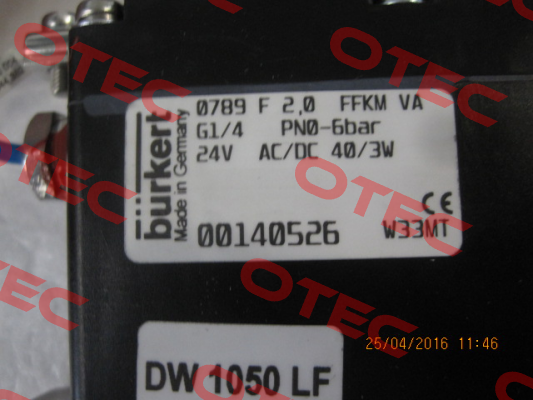 OTEC
bürkert
Made in Germany
0789 F 2,0 FFKM VA
G1/4 PN0-6bar
24V AC/DC 40/3W
CE
00140526 W33MT
DW 1050 LF
25/04/2016 11:46